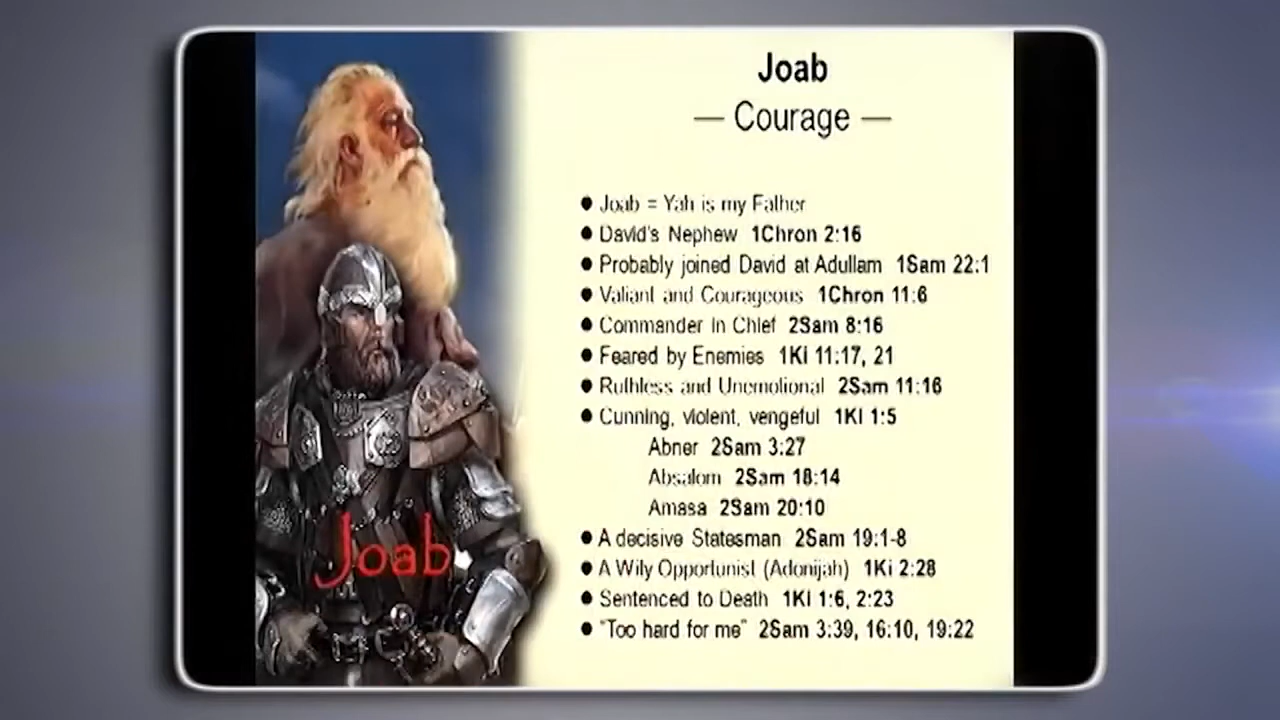 Joab
— Courage —
● Joab = Yah is my Father
● David's Nephew 1Chron 2:16
● Probably joined David at Adullam 1Sam 22:1
● Valiant and Courageous 1Chron 11:6
● Commander in Chief 2Sam 8:16
● Feared by Enemies 1Ki 11:17, 21
● Ruthless and Unemotional 2Sam 11:16
● Cunning, violent, vengeful 1Ki 1:5
Abner 2Sam 3:27
Absalom 2Sam 18:14
Amasa 2Sam 20:10
● A decisive Statesman 2Sam 19:1-8
● A Wily Opportunist (Adonijah) 1Ki 2:28
● Sentenced to Death 1Ki 1:6, 2:23
● "Too hard for me" 2Sam 3:39, 16:10, 19:22
Joab